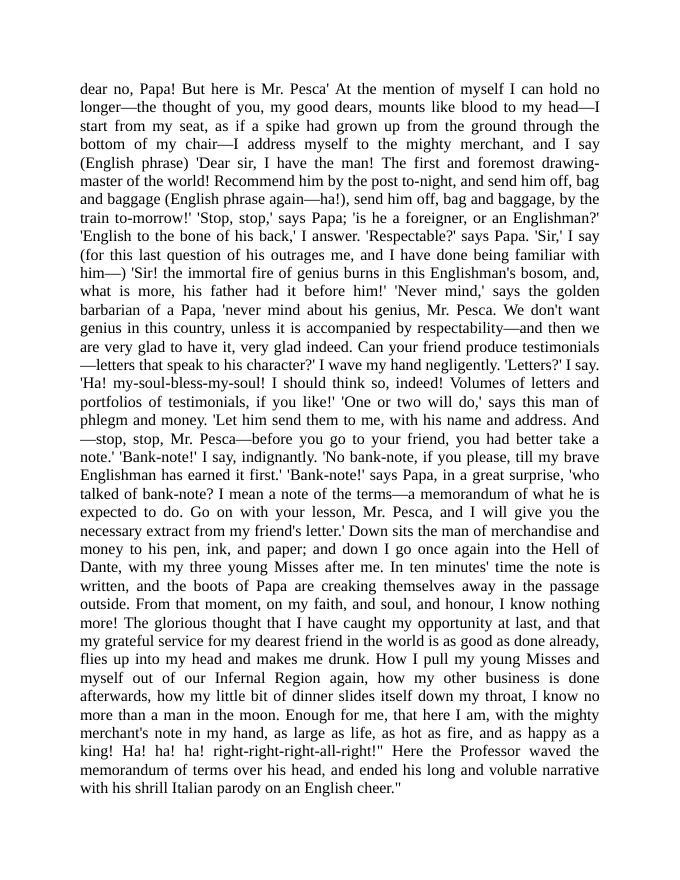 dear no, Papa! But here is Mr. Pesca' At the mention of myself I can hold no
longer—the thought of you, my good dears, mounts like blood to my head—I
start from my seat, as if a spike had grown up from the ground through the
bottom of my chair—I address myself to the mighty merchant, and I say
(English phrase) 'Dear sir, I have the man! The first and foremost drawing-
master of the world! Recommend him by the post to-night, and send him off, bag
and baggage (English phrase again—ha!), send him off, bag and baggage, by the
train to-morrow!' 'Stop, stop,' says Papa; 'is he a foreigner, or an Englishman?'
'English to the bone of his back,' I answer. 'Respectable?' says Papa. 'Sir,' I say
(for this last question of his outrages me, and I have done being familiar with
him—) 'Sir! the immortal fire of genius burns in this Englishman's bosom, and,
what is more, his father had it before him!' 'Never mind,' says the golden
barbarian of a Papa, 'never mind about his genius, Mr. Pesca. We don't want
genius in this country, unless it is accompanied by respectability—and then we
are very glad to have it, very glad indeed. Can your friend produce testimonials
—letters that speak to his character?' I wave my hand negligently. 'Letters?' I say.
'Ha! my-soul-bless-my-soul! I should think so, indeed! Volumes of letters and
portfolios of testimonials, if you like!' 'One or two will do,' says this man of
phlegm and money. 'Let him send them to me, with his name and address. And
—stop, stop, Mr. Pesca—before you go to your friend, you had better take a
note.' 'Bank-note!' I say, indignantly. 'No bank-note, if you please, till my brave
Englishman has earned it first.' 'Bank-note!' says Papa, in a great surprise, 'who
talked of bank-note? I mean a note of the terms—a memorandum of what he is
expected to do. Go on with your lesson, Mr. Pesca, and I will give you the
necessary extract from my friend's letter.' Down sits the man of merchandise and
money to his pen, ink, and paper; and down I go once again into the Hell of
Dante, with my three young Misses after me. In ten minutes' time the note is
written, and the boots of Papa are creaking themselves away in the passage
outside. From that moment, on my faith, and soul, and honour, I know nothing
more! The glorious thought that I have caught my opportunity at last, and that
my grateful service for my dearest friend in the world is as good as done already,
flies up into my head and makes me drunk. How I pull my young Misses and
myself out of our Infernal Region again, how my other business is done
afterwards, how my little bit of dinner slides itself down my throat, I know no
more than a man in the moon. Enough for me, that here I am, with the mighty
merchant's note in my hand, as large as life, as hot as fire, and as happy as a
king! Ha! ha! ha! right-right-right-all-right!" Here the Professor waved the
memorandum of terms over his head, and ended his long and voluble narrative
with his shrill Italian parody on an English cheer."